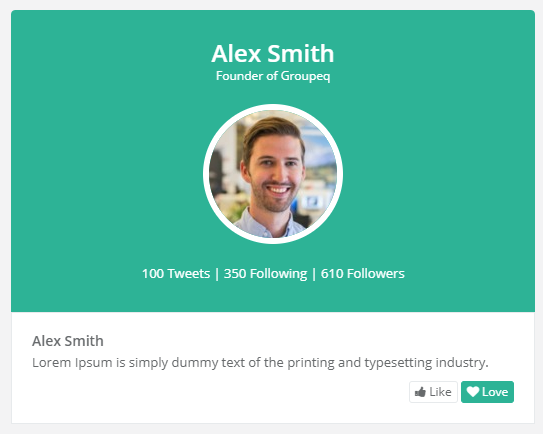 Alex Smith
Founder of Groupeq
100 Tweets | 350 Following | 610 Followers
Alex Smith
Lorem Ipsum is simply dummy text of the printing and typesetting industry.
Like Love